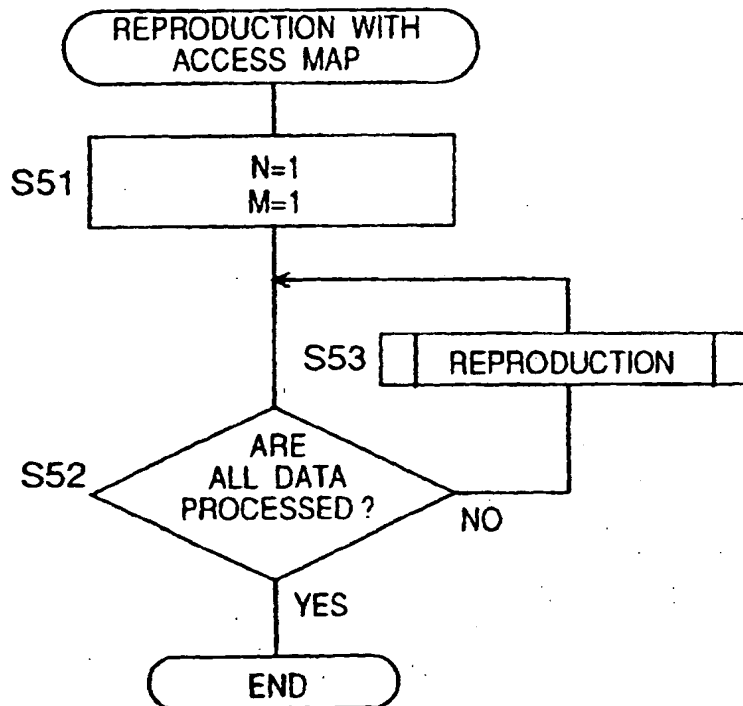 REPRODUCTION WITH
ACCESS MAP
S51
N=1
M=1
S53
REPRODUCTION
S52
ARE
ALL DATA
PROCESSED?
NO
YES
END